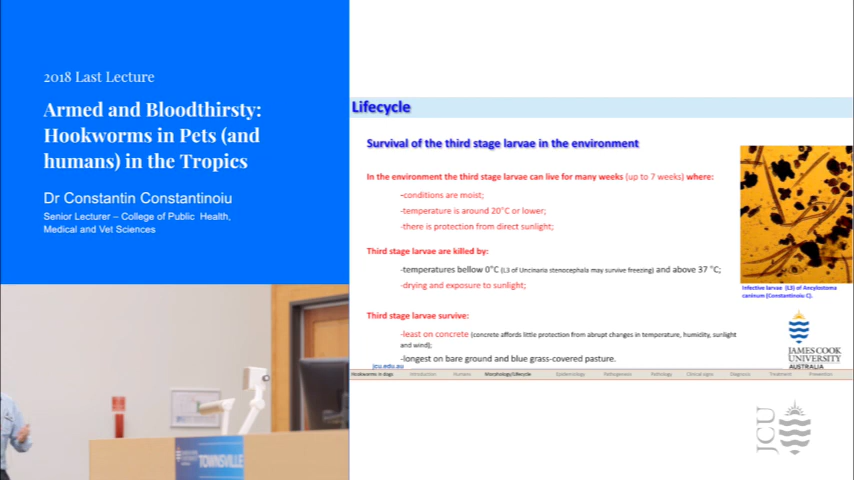 2018 Last Lecture
Armed and Bloodthirsty:
Hookworms in Pets (and
humans) in the Tropics
Dr Constantin Constantinoiu
Senior Lecturer – College of Public Health,
Medical and Vet Sciences
Lifecycle
Survival of the third stage larvae in the environment
In the environment the third stage larvae can live for many weeks (up to 7 weeks) where:
-conditions are moist;
-temperature is around 20°C or lower;
-there is protection from direct sunlight;
Third stage larvae are killed by:
-temperatures bellow 0°C (L3 of Uncinaria stenocephala may survive freezing) and above 37 °C;
-drying and exposure to sunlight;
Third stage larvae survive:
-least on concrete (concrete affords little protection from abrupt changes in temperature, humidity, sunlight
and wind);
-longest on bare ground and blue grass-covered pasture.
Infective larvae (L3) of Ancylostoma
caninum (Constantinoiu C).
JAMES COOK
UNIVERSITY
AUSTRALIA
jcu.edu.au
Hookworms in dogs Introduction Humans Morphology/Lifecycle Epidemiology Pathogenesis Pathology Clinical signs Diagnosis Treatment Prevention
JCU
TOWNSVILLE